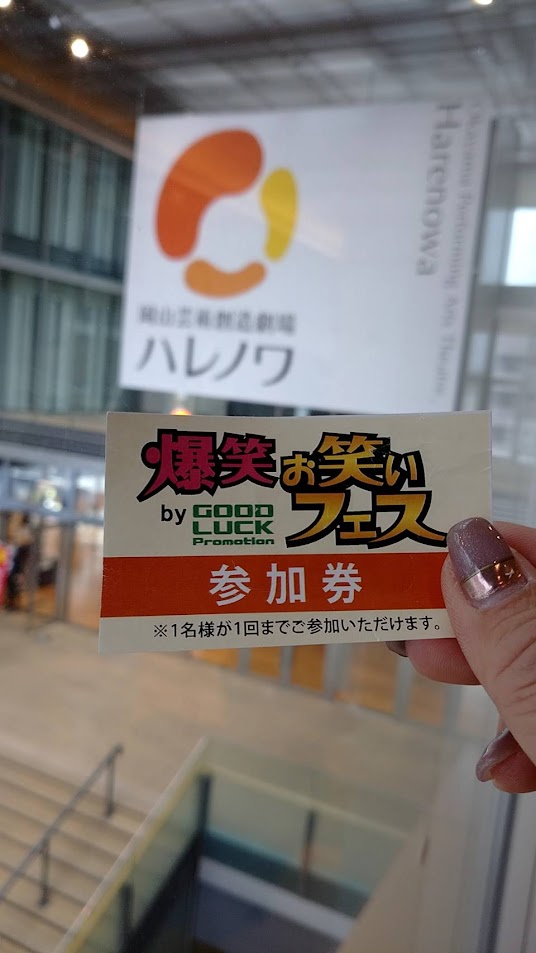 岡山芸術創造劇場
ハレノワ
Okayama Performing Arts Theatre
Harenowa
爆笑お笑い
フェス
by GOOD
LUCK
Promotion
参加券
※1名様が1回までご参加いただけます。